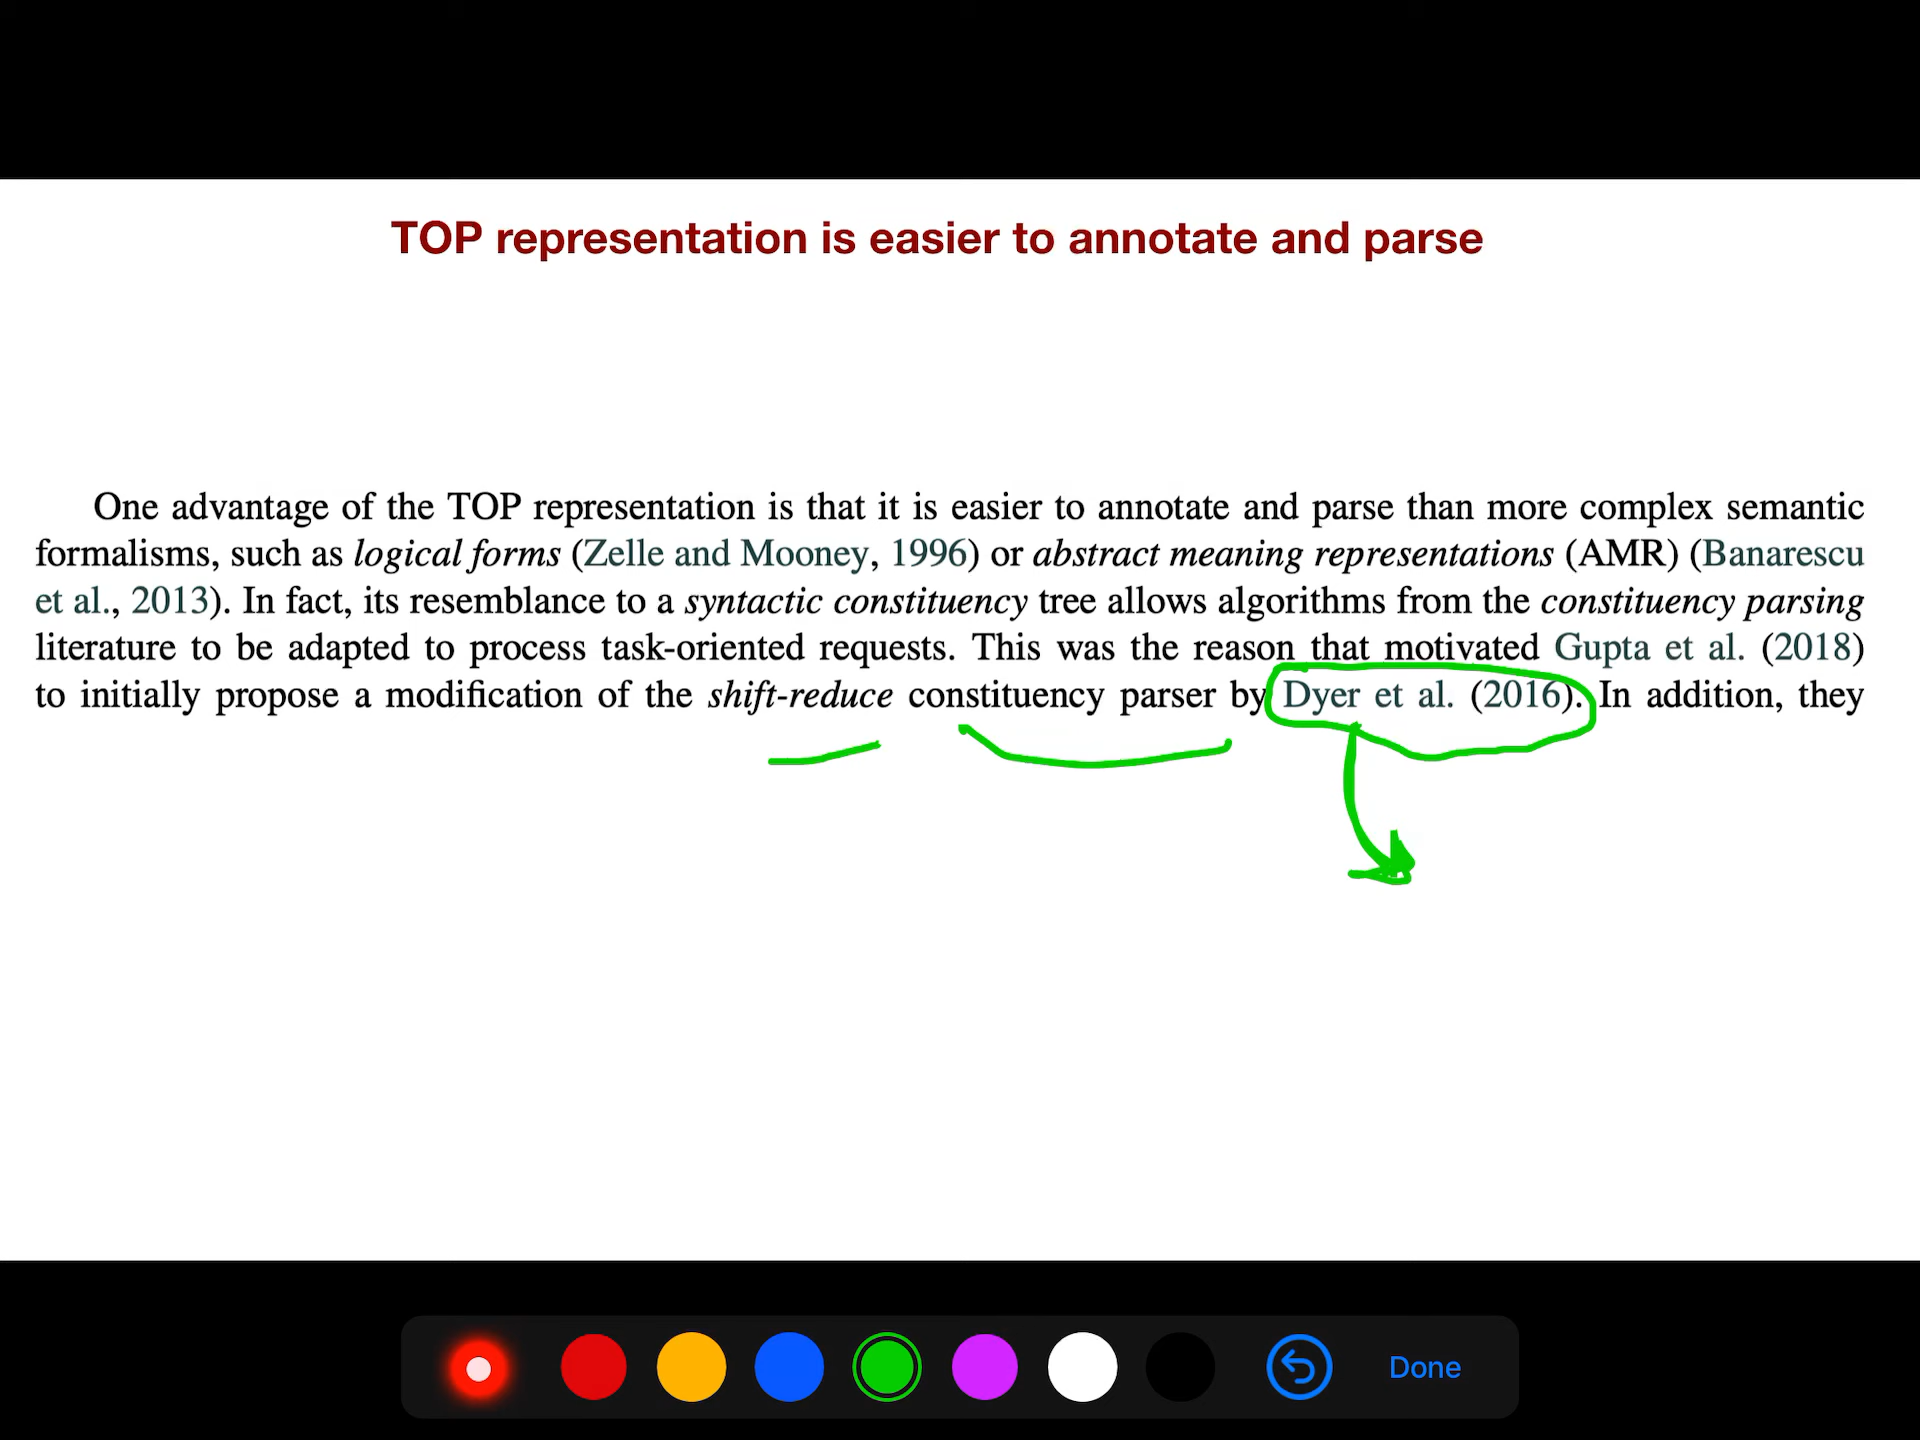 TOP representation is easier to annotate and parse
One advantage of the TOP representation is that it is easier to annotate and parse than more complex semantic
formalisms, such as logical forms (Zelle and Mooney, 1996) or abstract meaning representations (AMR) (Banarescu
et al., 2013). In fact, its resemblance to a syntactic constituency tree allows algorithms from the constituency parsing
literature to be adapted to process task-oriented requests. This was the reason that motivated Gupta et al. (2018)
to initially propose a modification of the shift-reduce constituency parser by Dyer et al. (2016). In addition, they
Done